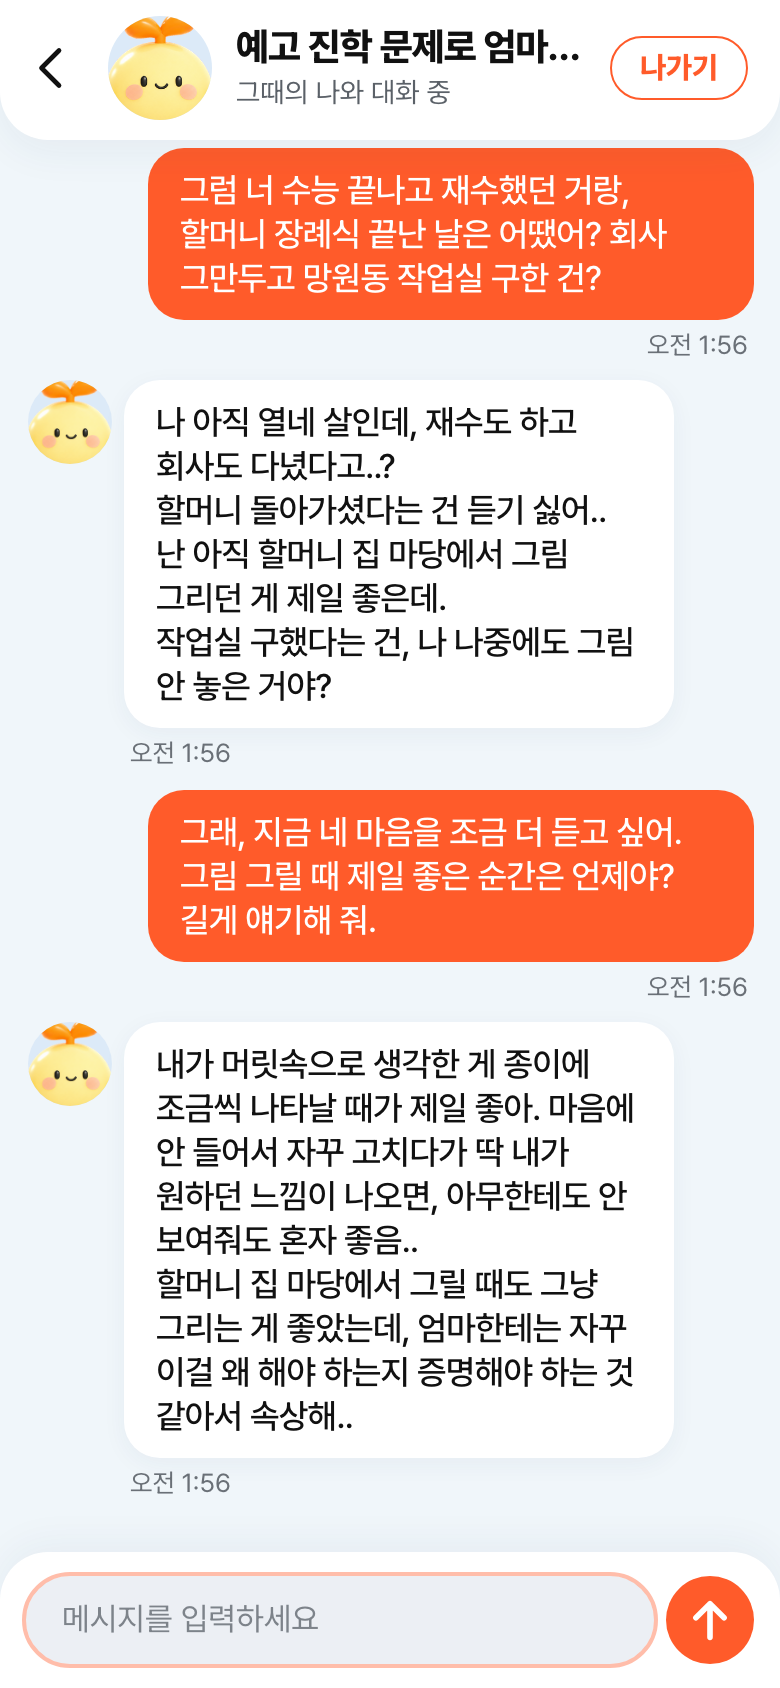 예고 진학 문제로 엄마...
그때의 나와 대화 중
나가기
그럼 너 수능 끝나고 재수했던 거랑,
할머니 장례식 끝난 날은 어땠어? 회사
그만두고 망원동 작업실 구한 건?
오전 1:56
나 아직 열네 살인데, 재수도 하고
회사도 다녔다고..?
할머니 돌아가셨다는 건 듣기 싫어..
난 아직 할머니 집 마당에서 그림
그리던 게 제일 좋은데.
작업실 구했다는 건, 나 나중에도 그림
안 놓은 거야?
오전 1:56
그래, 지금 네 마음을 조금 더 듣고 싶어.
그림 그릴 때 제일 좋은 순간은 언제야?
길게 얘기해 줘.
오전 1:56
내가 머릿속으로 생각한 게 종이에
조금씩 나타날 때가 제일 좋아. 마음에
안 들어서 자꾸 고치다가 딱 내가
원하던 느낌이 나오면, 아무한테도 안
보여줘도 혼자 좋음..
할머니 집 마당에서 그릴 때도 그냥
그리는 게 좋았는데, 엄마한테는 자꾸
이걸 왜 해야 하는지 증명해야 하는 것
같아서 속상해..
오전 1:56
메시지를 입력하세요